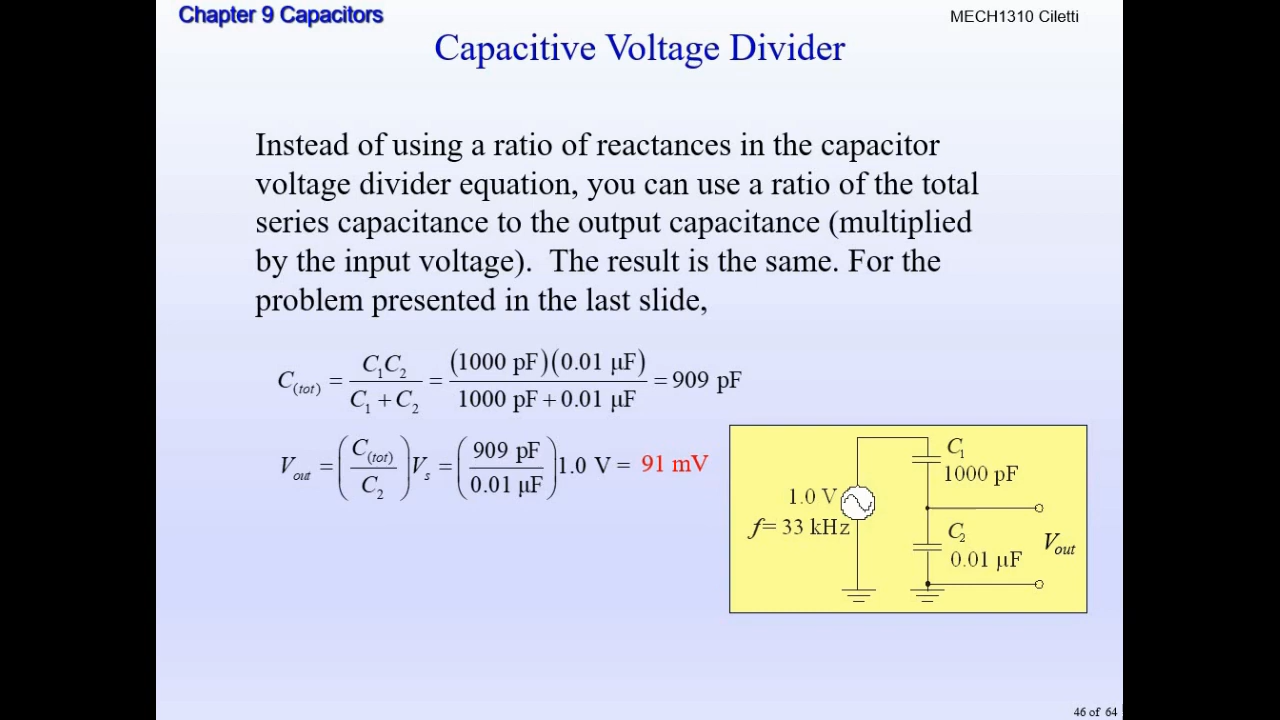 Chapter 9 Capacitors
MECH1310 Ciletti
Capacitive Voltage Divider
Instead of using a ratio of reactances in the capacitor
voltage divider equation, you can use a ratio of the total
series capacitance to the output capacitance (multiplied
by the input voltage).  The result is the same. For the
problem presented in the last slide,
C(tot) = C1C2 / C1 + C2 = (1000 pF)(0.01 µF) / 1000 pF + 0.01 µF = 909 pF
Vout = (C(tot) / C2) Vs = (909 pF / 0.01 µF) 1.0 V = 91 mV
C1
1000 pF
1.0 V
f= 33 kHz
C2
0.01 µF
Vout
46 of 64